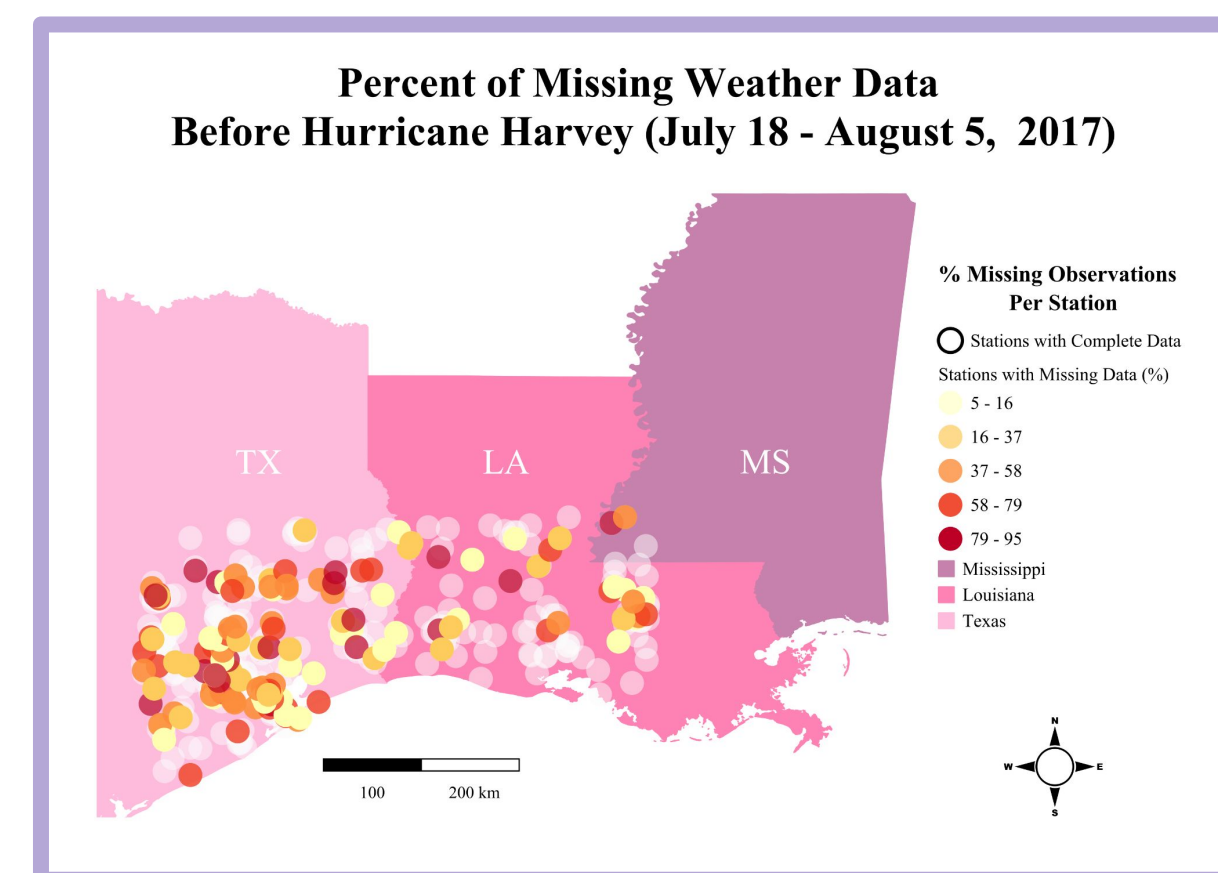 Percent of Missing Weather Data
Before Hurricane Harvey (July 18 - August 5,  2017)
% Missing Observations
Per Station
Stations with Complete Data
Stations with Missing Data (%)
5 - 16
16 - 37
37 - 58
58 - 79
79 - 95
Mississippi
Louisiana
Texas
TX
LA
MS
100
200 km
N
W
E
S